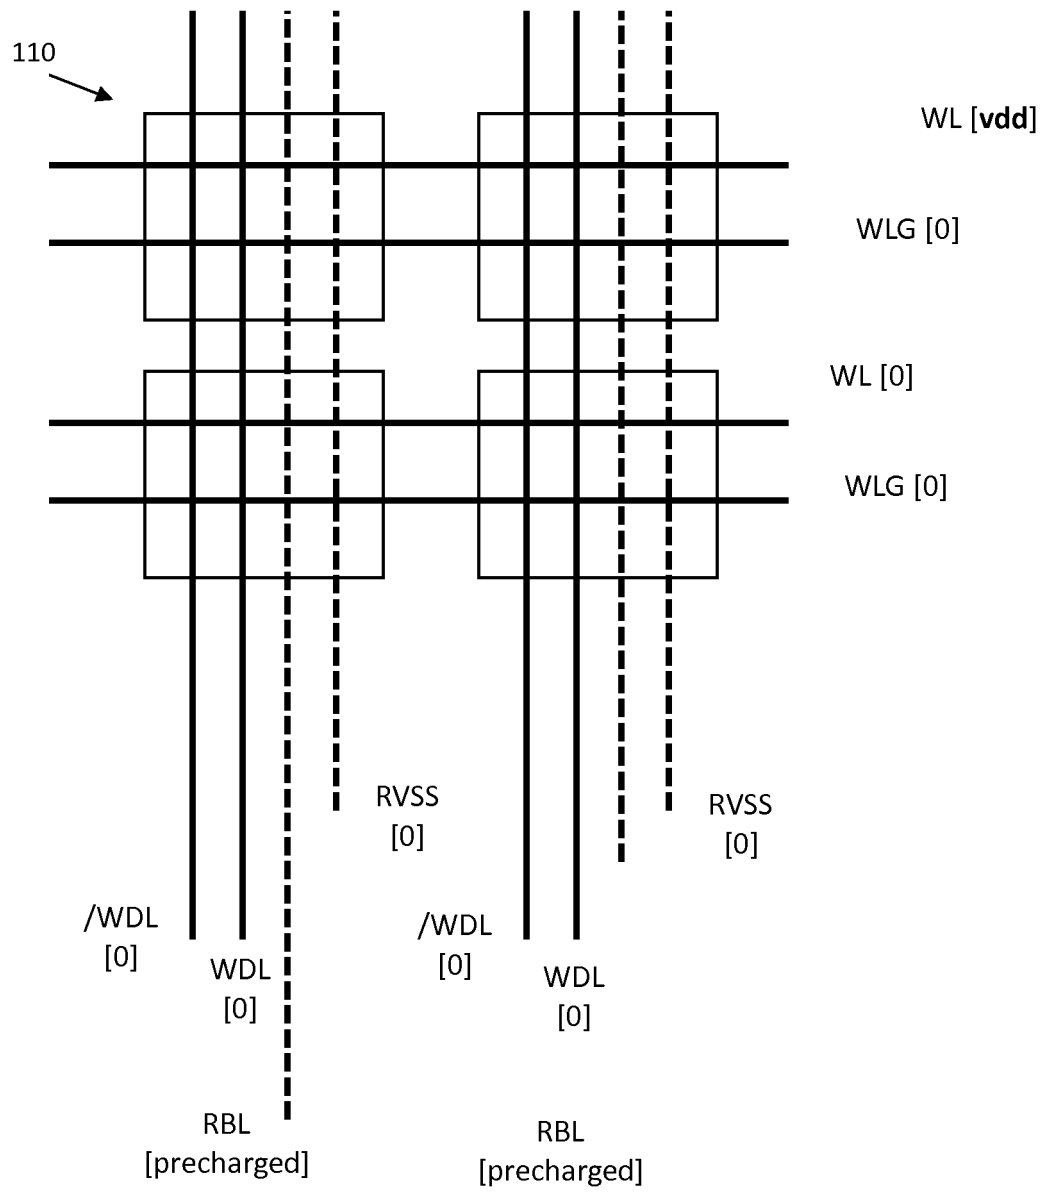 110
WL [vdd]
WLG [0]
WL [0]
WLG [0]
RVSS
[0]
RVSS
[0]
/WDL
[0]
/WDL
[0]
WDL
[0]
WDL
[0]
RBL
[precharged]
RBL
[precharged]